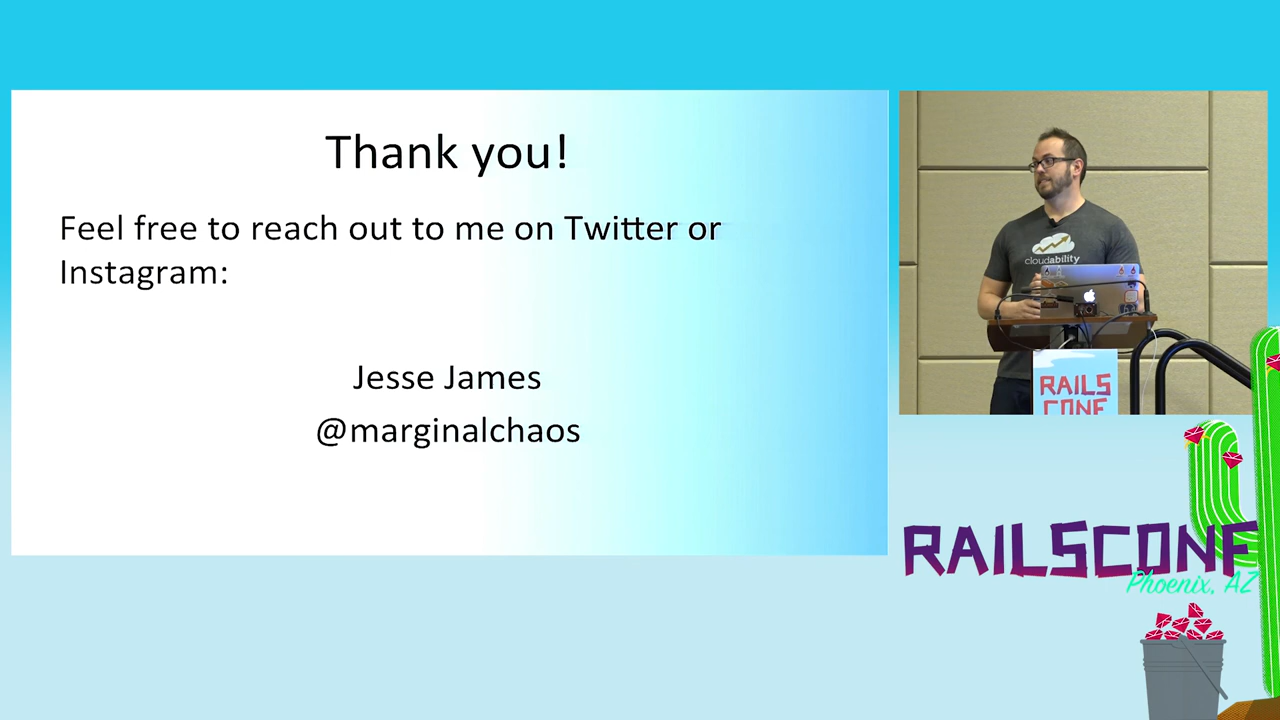 Thank you!
Feel free to reach out to me on Twitter or
Instagram:
Jesse James
@marginalchaos
cloudability
RAILS
CONF
RAILSCONF
Phoenix, AZ